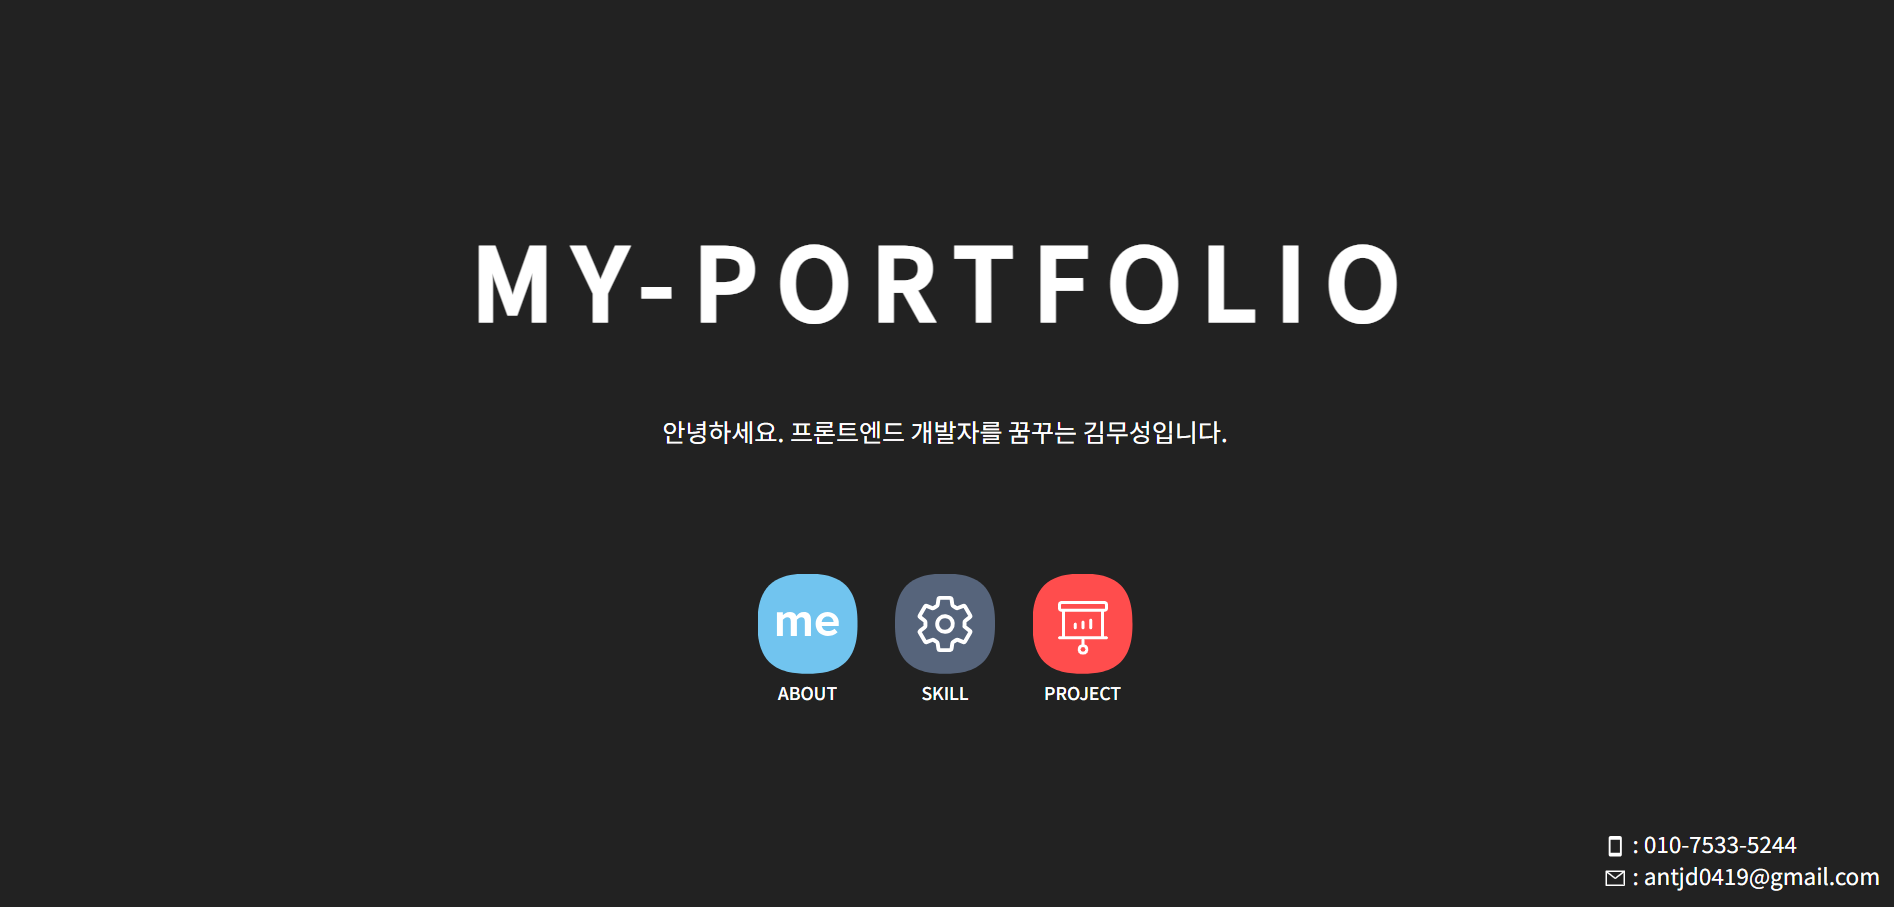 MY-PORTFOLIO
안녕하세요. 프론트엔드 개발자를 꿈꾸는 김무성입니다.
me
ABOUT
SKILL
PROJECT
: 010-7533-5244
: antjd0419@gmail.com